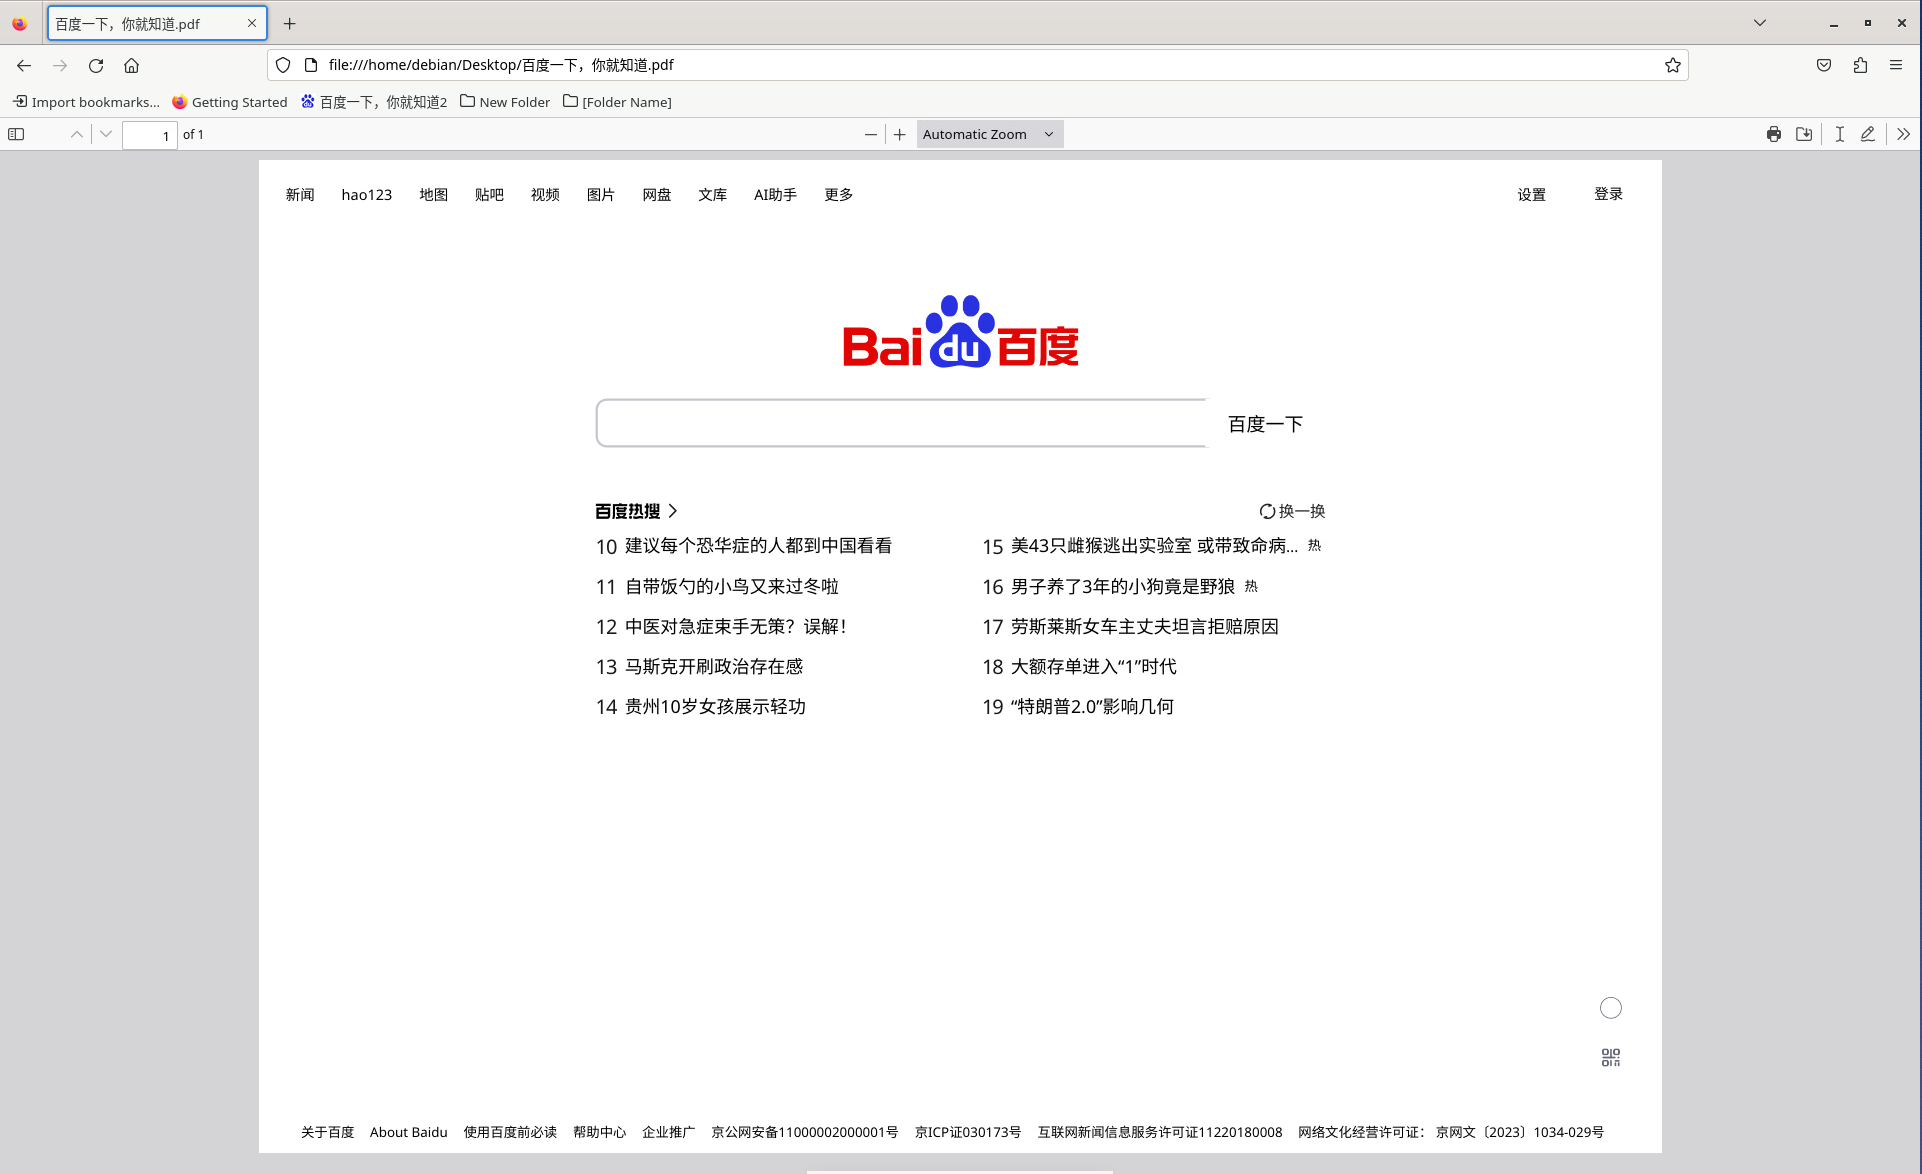 百度一下，你就知道.pdf
file:///home/debian/Desktop/百度一下，你就知道.pdf
Import bookmarks... Getting Started 百度一下，你就知道2 New Folder [Folder Name]
1 of 1 Automatic Zoom
新闻 hao123 地图 贴吧 视频 图片 网盘 文库 AI助手 更多 设置 登录
Bai du 百度
百度一下
百度热搜 换一换
10 建议每个恐华症的人都到中国看看
11 自带饭勺的小鸟又来过冬啦
12 中医对急症束手无策？误解！
13 马斯克开刷政治存在感
14 贵州10岁女孩展示轻功
15 美43只雌猴逃出实验室 或带致命病... 热
16 男子养了3年的小狗竟是野狼 热
17 劳斯莱斯女车主丈夫坦言拒赔原因
18 大额存单进入“1”时代
19 “特朗普2.0”影响几何
关于百度 About Baidu 使用百度前必读 帮助中心 企业推广 京公网安备11000002000001号 京ICP证030173号 互联网新闻信息服务许可证11220180008 网络文化经营许可证： 京网文〔2023〕1034-029号